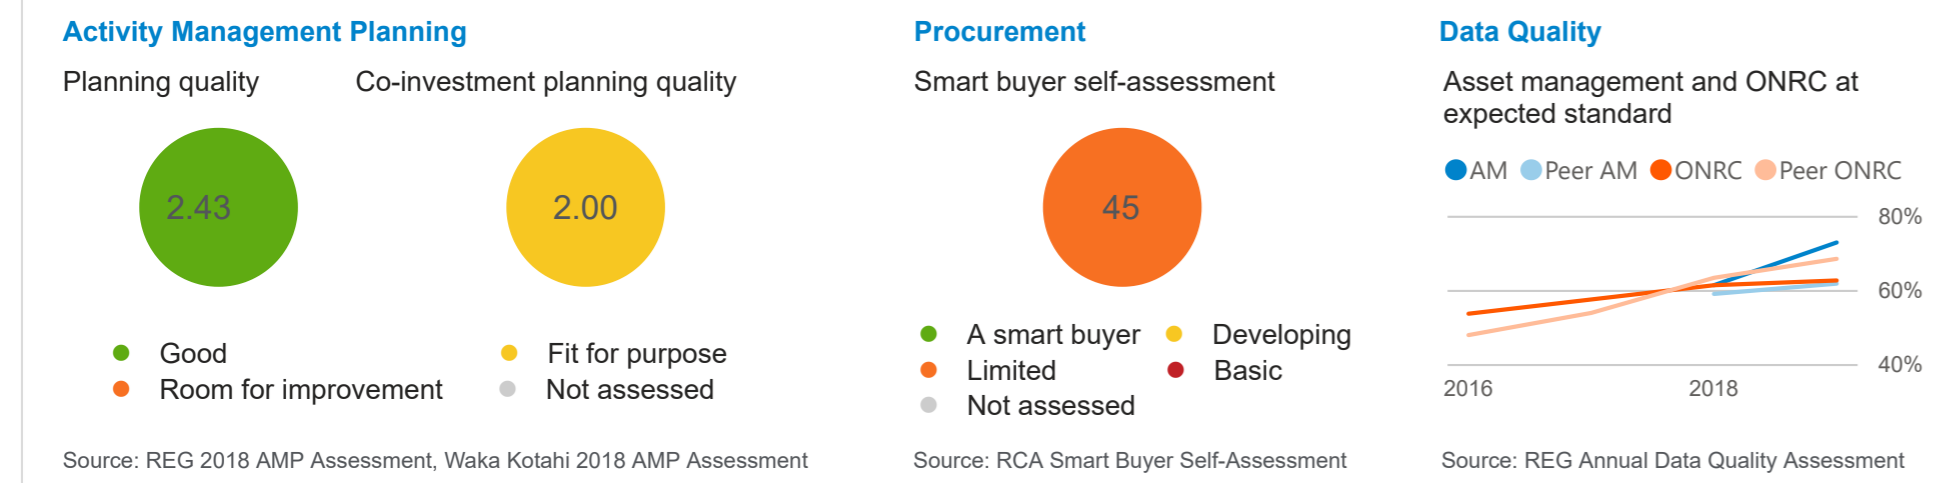 Activity Management Planning
Planning quality
Co-investment planning quality
2.43
2.00
Good
Fit for purpose
Room for improvement
Not assessed
Source: REG 2018 AMP Assessment, Waka Kotahi 2018 AMP Assessment
Procurement
Smart buyer self-assessment
45
A smart buyer
Developing
Limited
Basic
Not assessed
Source: RCA Smart Buyer Self-Assessment
Data Quality
Asset management and ONRC at
expected standard
AM Peer AM ONRC Peer ONRC
80%
60%
40%
2016
2018
Source: REG Annual Data Quality Assessment